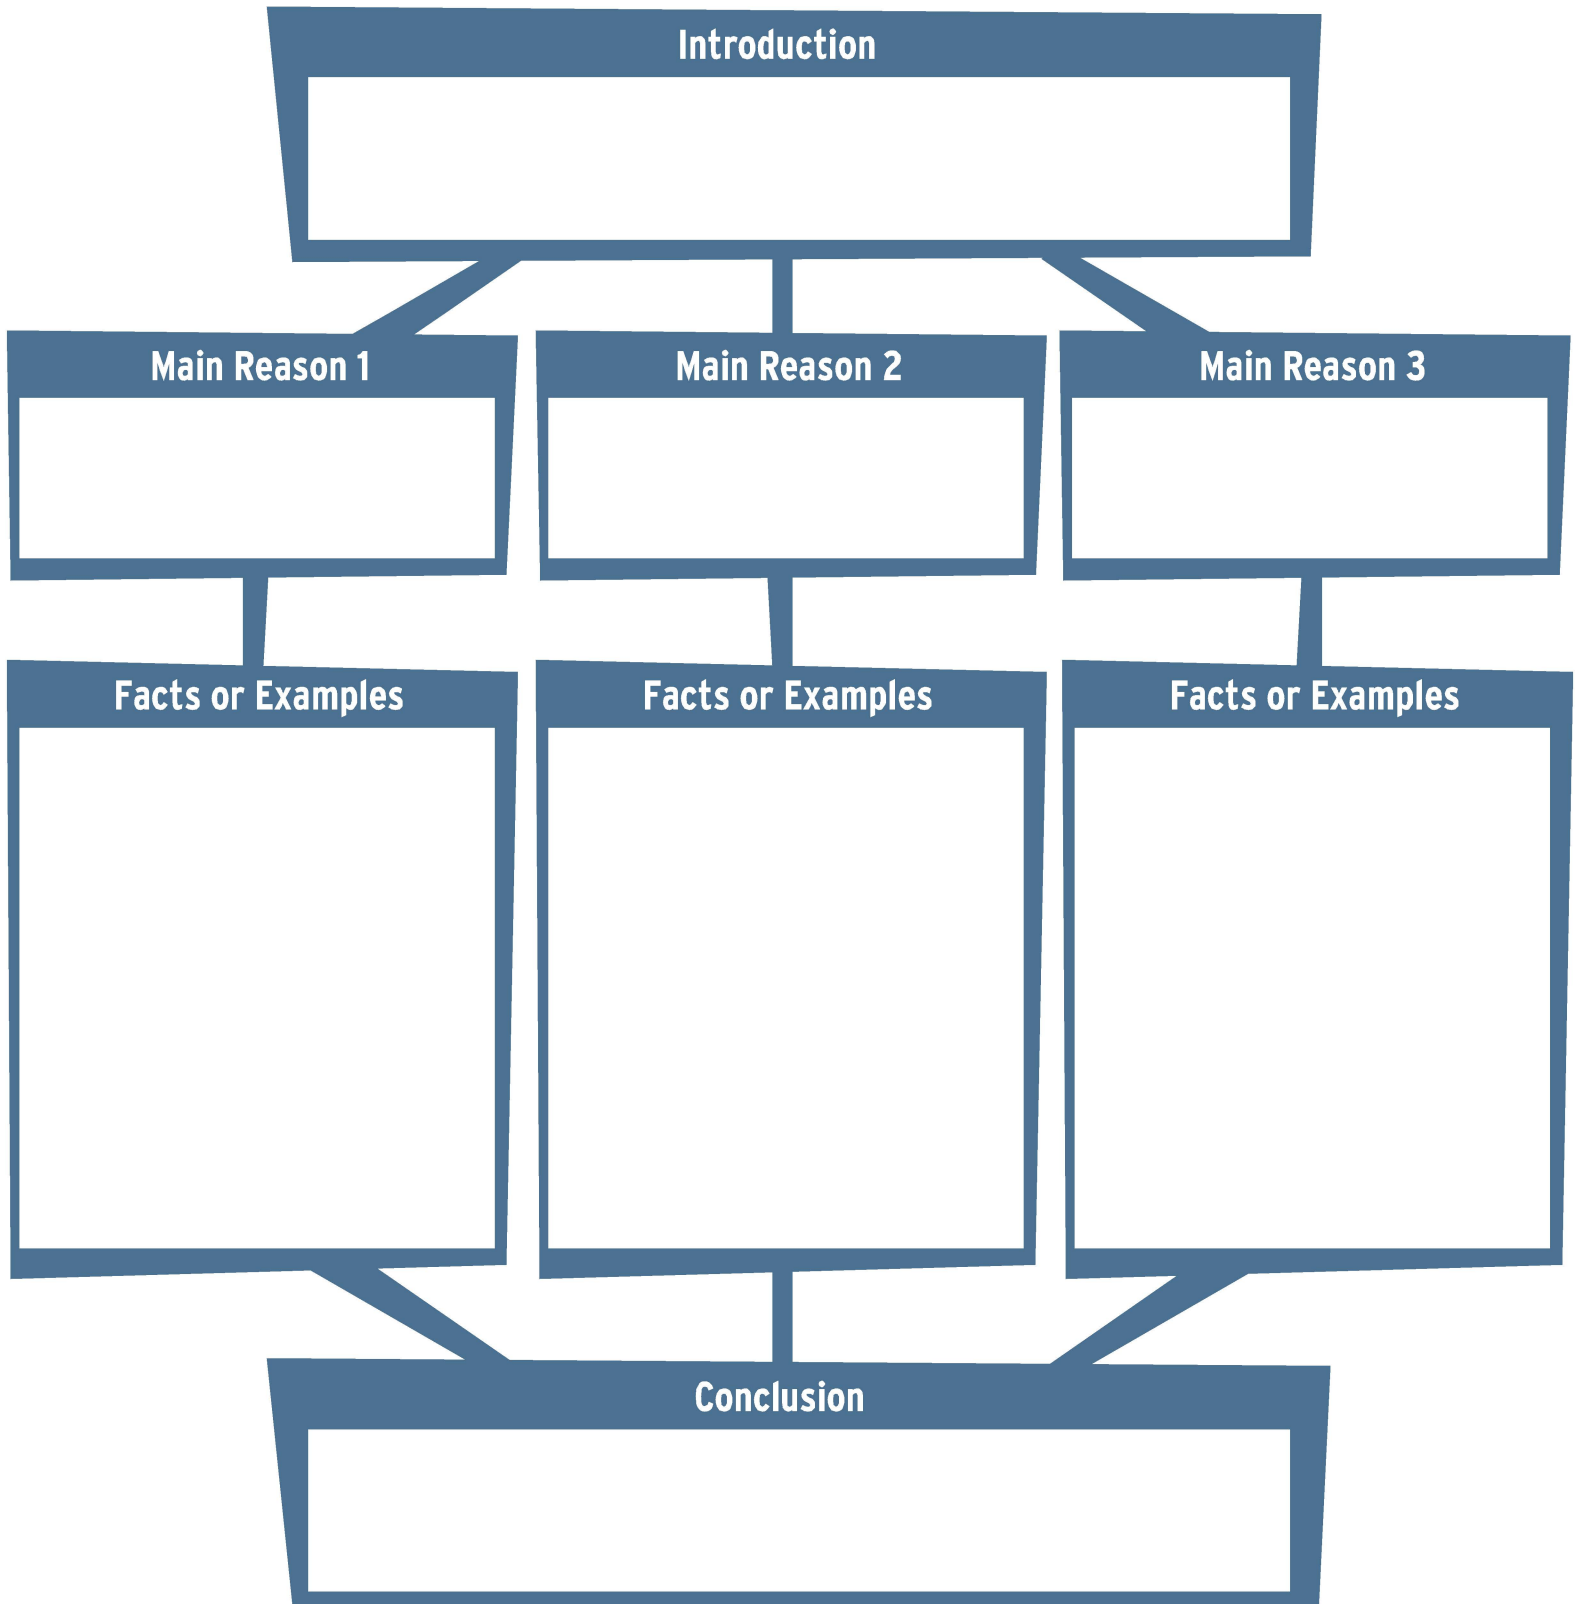 Introduction
Main Reason 1
Main Reason 2
Main Reason 3
Facts or Examples
Facts or Examples
Facts or Examples
Conclusion